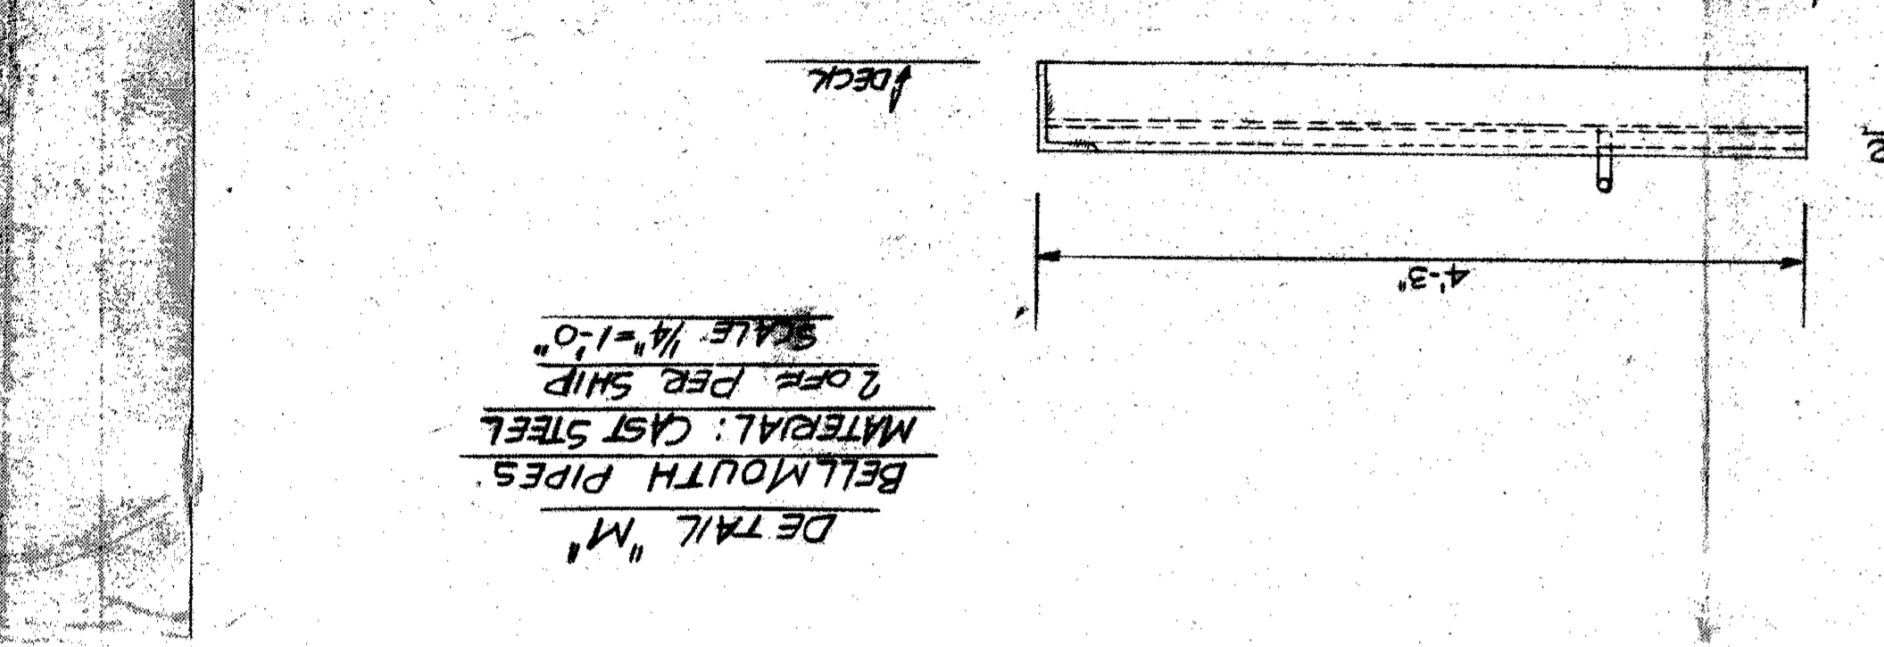 DETAIL "M"
BELLMOUTH PIPES.
MATERIAL: CAST STEEL
2 OFF PER SHIP
SCALE 1/4"=1'-0"
4'-3"
DECK